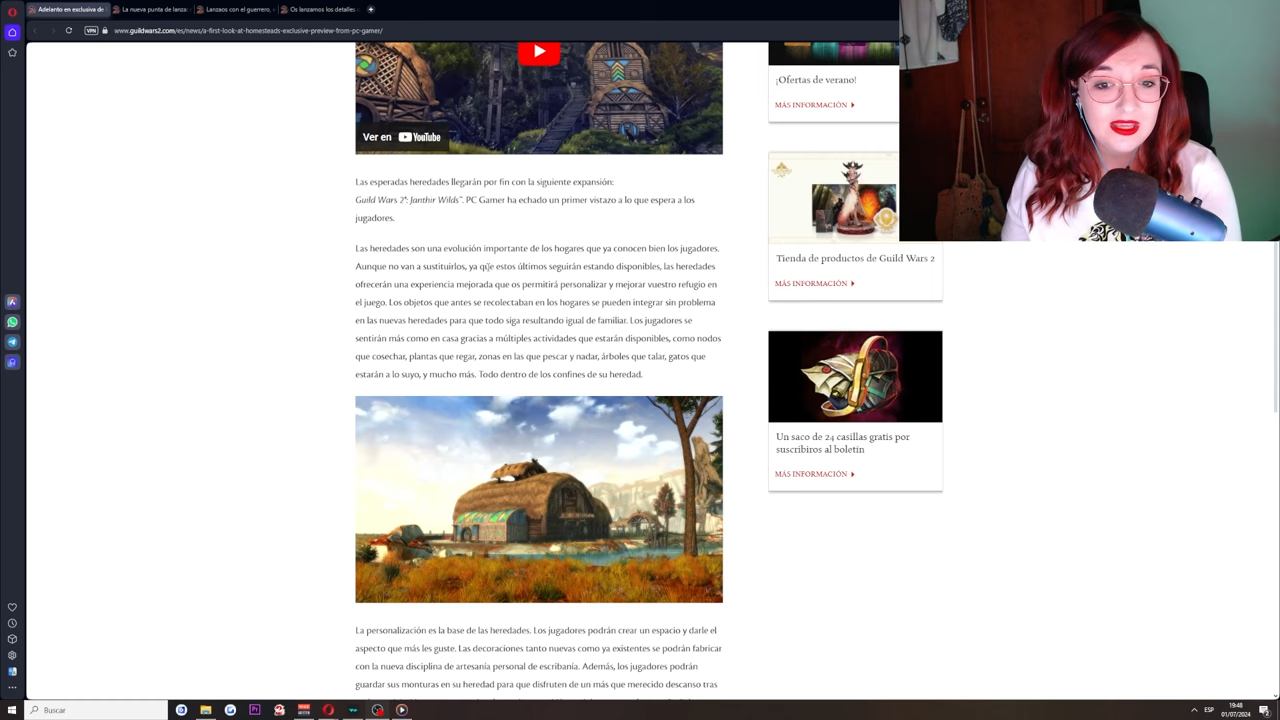 Adelanto en exclusiva de
La nueva punta de lanza:
Lanzaos con el guerrero,
Os lanzamos los detalles
VPN
www.guildwars2.com/es/news/a-first-look-at-homesteads-exclusive-preview-from-pc-gamer/
Ver en YouTube
Las esperadas heredades llegarán por fin con la siguiente expansión:
Guild Wars 2®: Janthir Wilds™. PC Gamer ha echado un primer vistazo a lo que espera a los
jugadores.
Las heredades son una evolución importante de los hogares que ya conocen bien los jugadores.
Aunque no van a sustituirlos, ya que estos últimos seguirán estando disponibles, las heredades
ofrecerán una experiencia mejorada que os permitirá personalizar y mejorar vuestro refugio en
el juego. Los objetos que antes se recolectaban en los hogares se pueden integrar sin problema
en las nuevas heredades para que todo siga resultando igual de familiar. Los jugadores se
sentirán más como en casa gracias a múltiples actividades que estarán disponibles, como nodos
que cosechar, plantas que regar, zonas en las que pescar y nadar, árboles que talar, gatos que
estarán a lo suyo, y mucho más. Todo dentro de los confines de su heredad.
La personalización es la base de las heredades. Los jugadores podrán crear un espacio y darle el
aspecto que más les guste. Las decoraciones tanto nuevas como ya existentes se podrán fabricar
con la nueva disciplina de artesanía personal de escribanía. Además, los jugadores podrán
guardar sus monturas en su heredad para que disfruten de un más que merecido descanso tras
¡Ofertas de verano!
MÁS INFORMACIÓN
Tienda de productos de Guild Wars 2
MÁS INFORMACIÓN
Un saco de 24 casillas gratis por
suscribiros al boletín
MÁS INFORMACIÓN
Buscar
ESP
19:48
01/07/2024